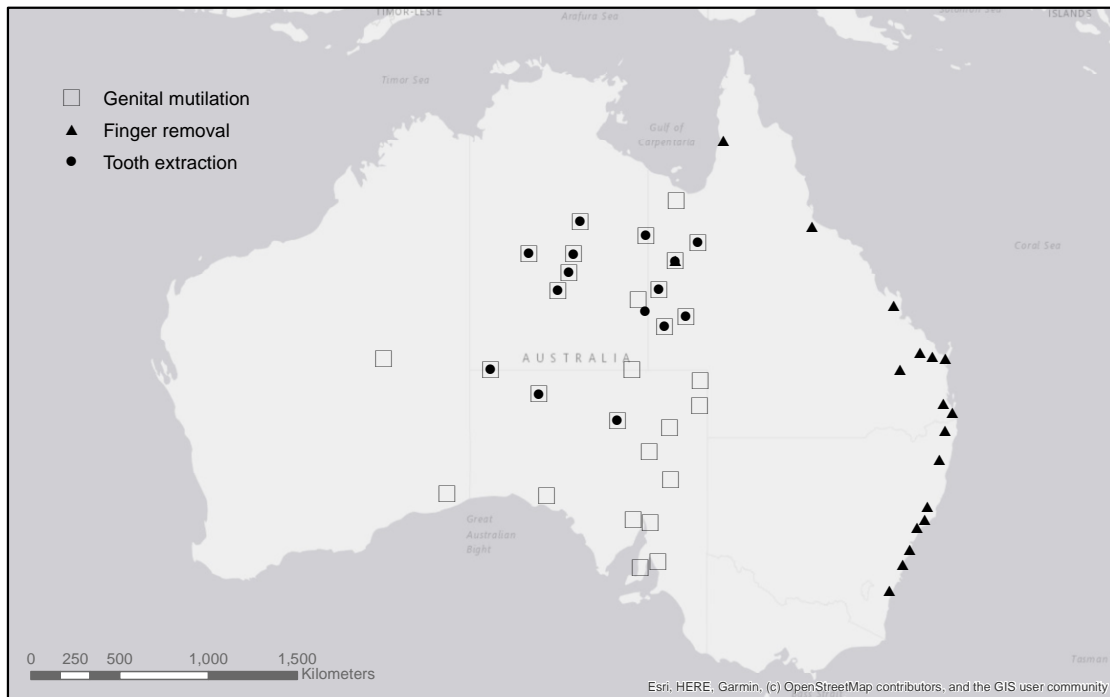 TIMOR-LESTE
Arafura Sea
Solomon Sea
ISLANDS
Timor Sea
Genital mutilation
Finger removal
Tooth extraction
Gulf of
Carpentaria
Coral Sea
AUSTRALIA
Great
Australian
Bight
0 250 500 1,000 1,500
Kilometers
Tasman
Esri, HERE, Garmin, (c) OpenStreetMap contributors, and the GIS user community